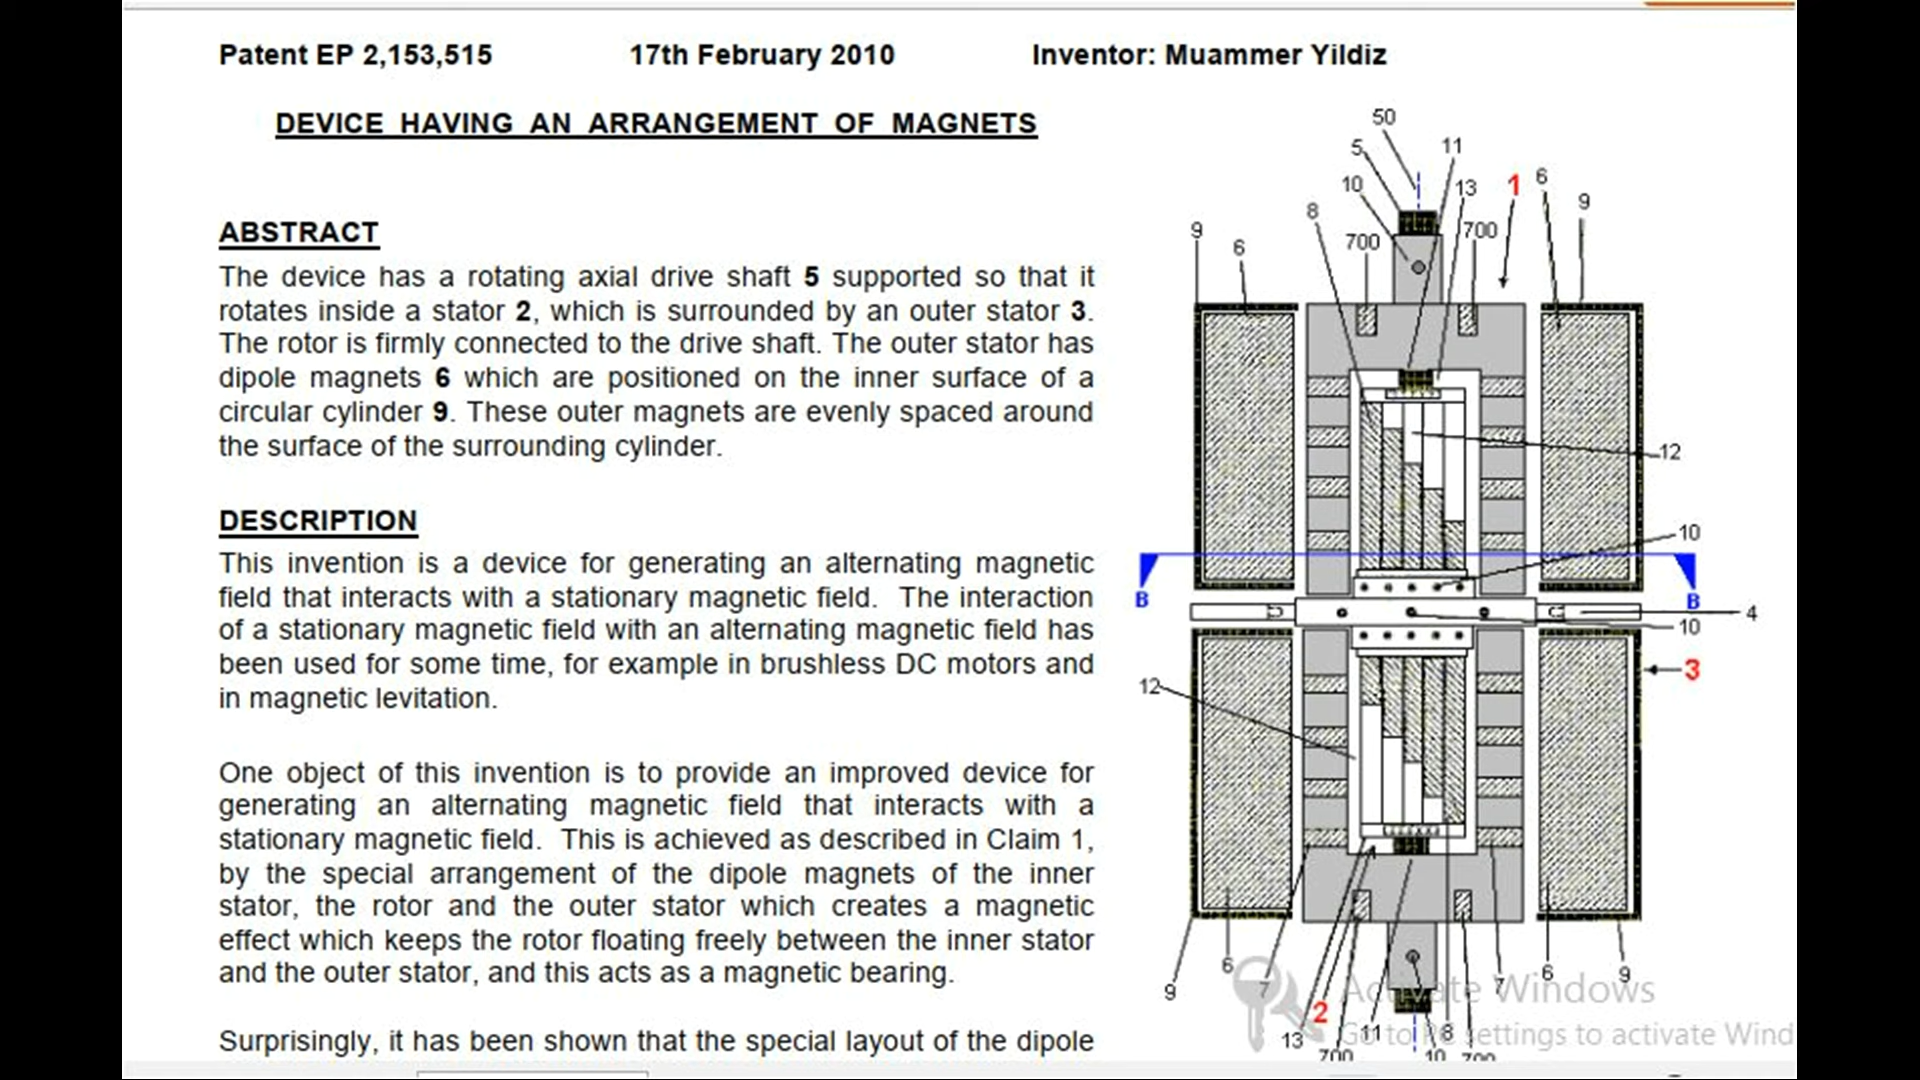 Patent EP 2,153,515 17th February 2010 Inventor: Muammer Yildiz
DEVICE HAVING AN ARRANGEMENT OF MAGNETS
ABSTRACT
The device has a rotating axial drive shaft 5 supported so that it
rotates inside a stator 2, which is surrounded by an outer stator 3.
The rotor is firmly connected to the drive shaft. The outer stator has
dipole magnets 6 which are positioned on the inner surface of a
circular cylinder 9. These outer magnets are evenly spaced around
the surface of the surrounding cylinder.
DESCRIPTION
This invention is a device for generating an alternating magnetic
field that interacts with a stationary magnetic field. The interaction
of a stationary magnetic field with an alternating magnetic field has
been used for some time, for example in brushless DC motors and
in magnetic levitation.
One object of this invention is to provide an improved device for
generating an alternating magnetic field that interacts with a
stationary magnetic field. This is achieved as described in Claim 1,
by the special arrangement of the dipole magnets of the inner
stator, the rotor and the outer stator which creates a magnetic
effect which keeps the rotor floating freely between the inner stator
and the outer stator, and this acts as a magnetic bearing.
Surprisingly, it has been shown that the special layout of the dipole
50
5 11
10 13 1 6
8 9
9 6 700 700
12
10
B B
4
10
3
12
9 6 7 7 6 9
2
13 11 8
700 10 700
Activate Windows
Go to PC settings to activate Wind